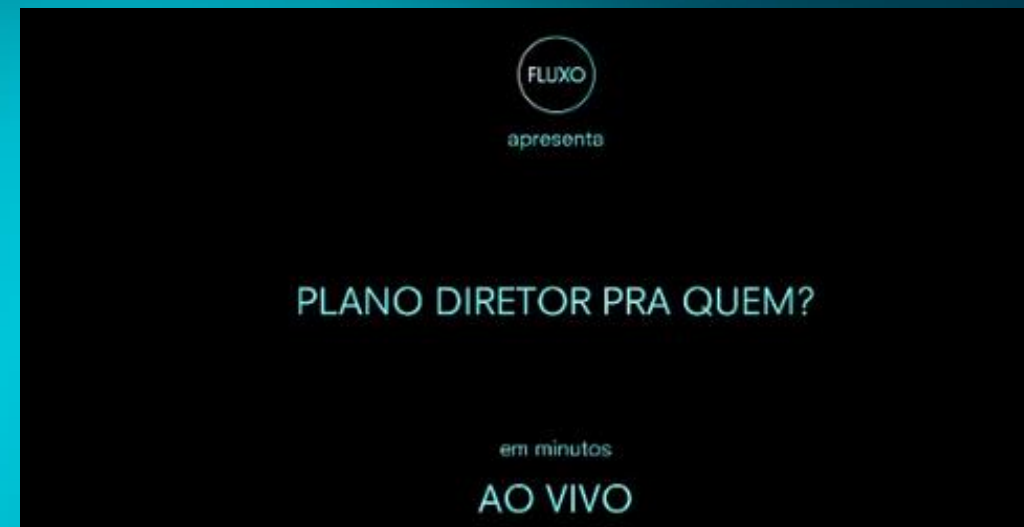 FLUXO
apresenta
PLANO DIRETOR PRA QUEM?
em minutos
AO VIVO